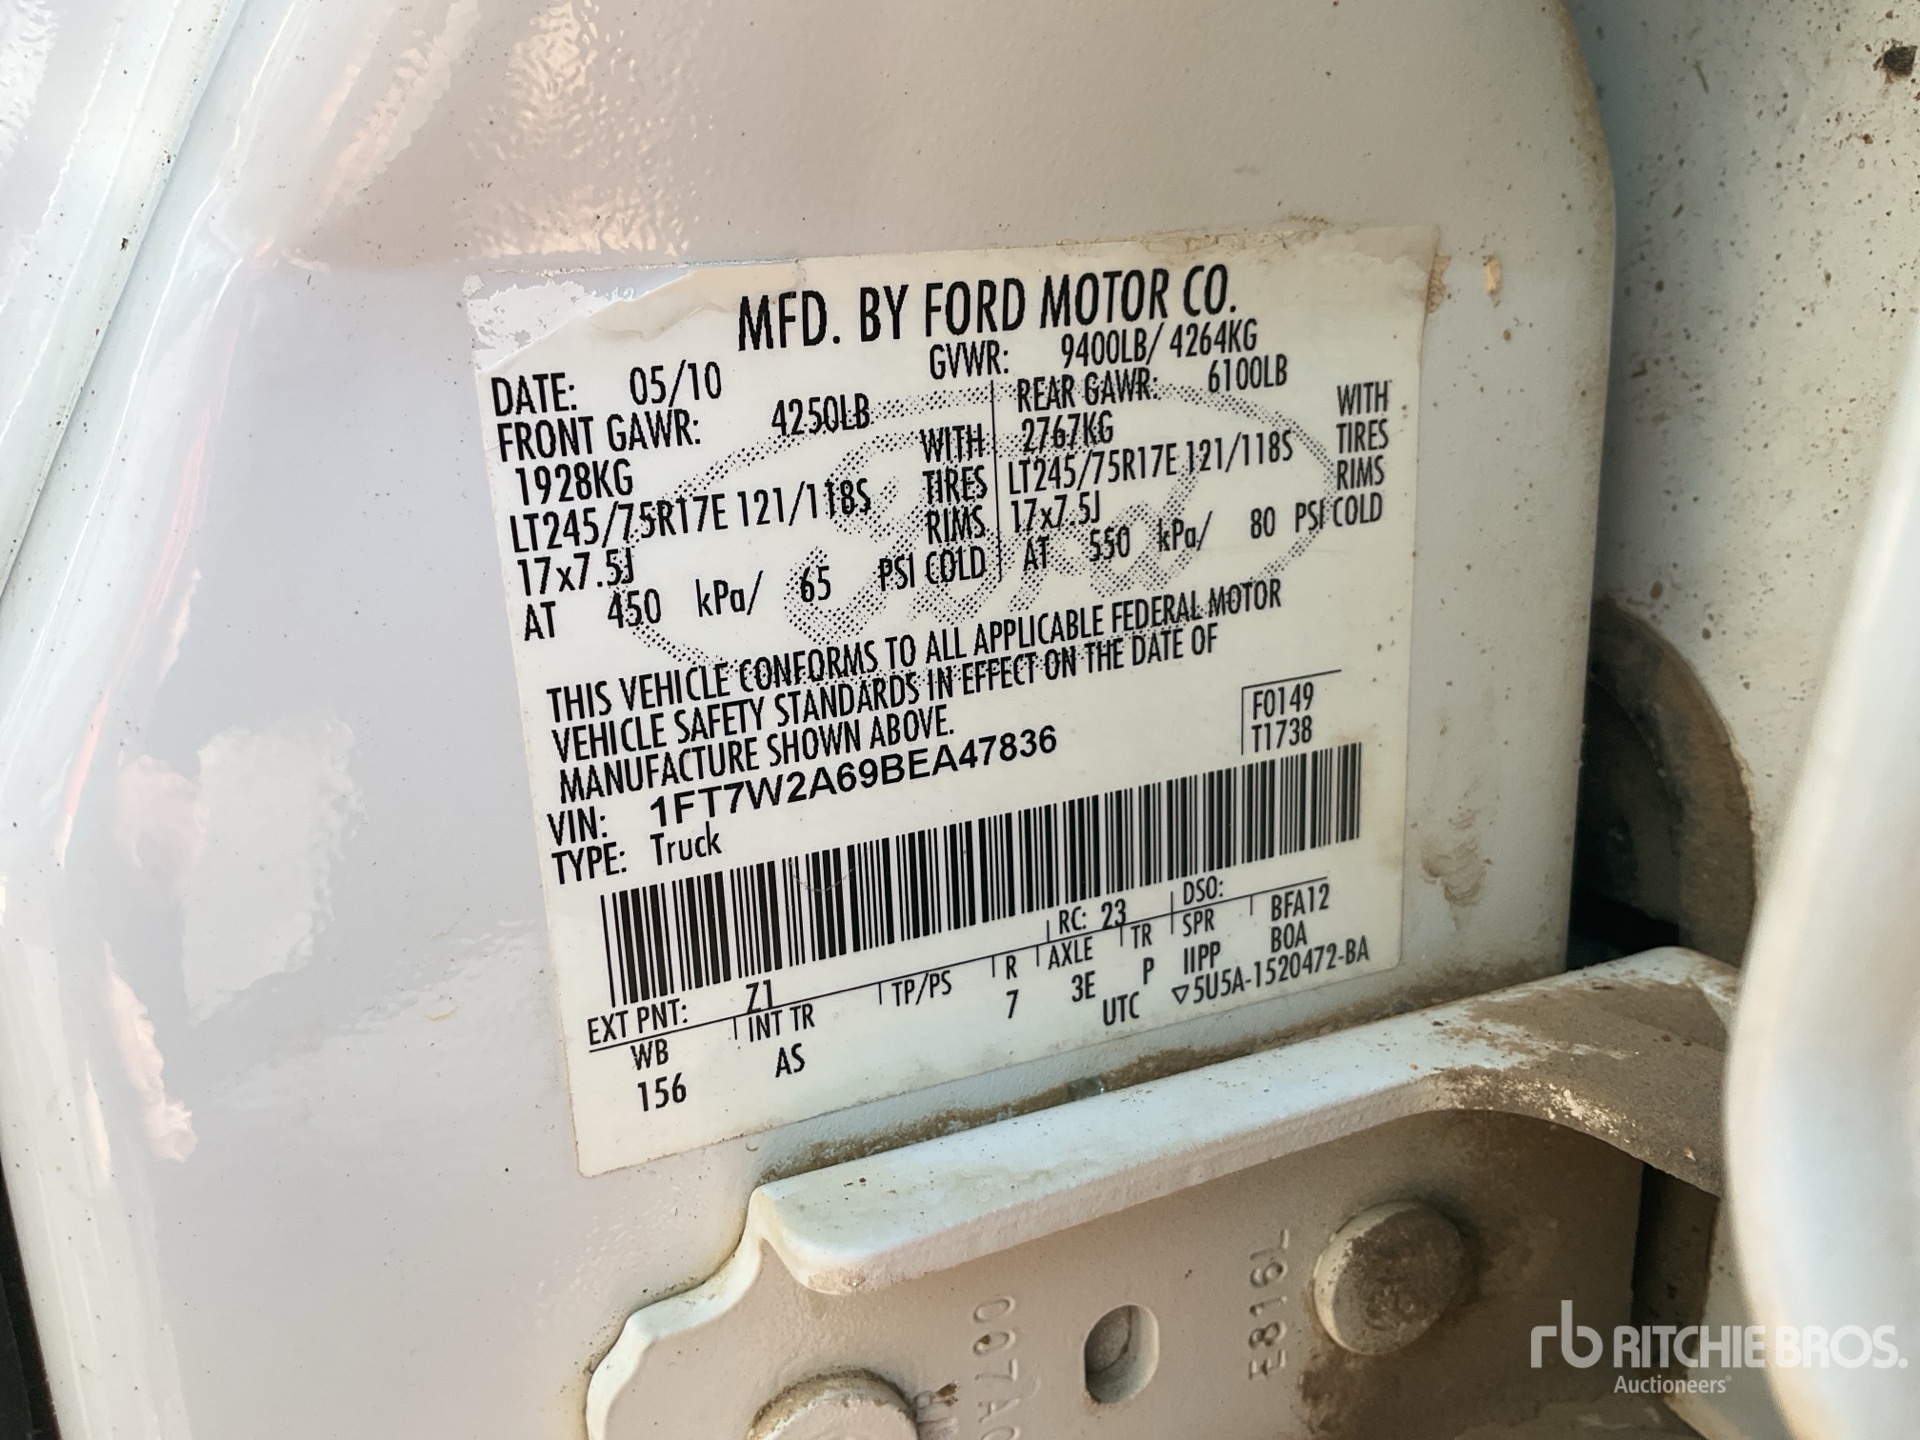 MFD. BY FORD MOTOR CO.
DATE: 05/10 GVWR: 9400LB/ 4264KG
FRONT GAWR: 4250LB REAR GAWR: 6100LB
1928KG WITH 2767KG WITH
LT245/75R17E 121/118S TIRES LT245/75R17E 121/118S TIRES
17x7.5J RIMS 17x7.5J RIMS
AT 450 kPa/ 65 PSI COLD AT 550 kPa/ 80 PSI COLD
THIS VEHICLE CONFORMS TO ALL APPLICABLE FEDERAL MOTOR
VEHICLE SAFETY STANDARDS IN EFFECT ON THE DATE OF
MANUFACTURE SHOWN ABOVE.
F0149
VIN: 1FT7W2A69BEA47836 T1738
TYPE: Truck
EXT PNT: Z1 RC: 23 DSO:
WB INT TR TP/PS R AXLE TR SPR BFA12
156 AS 7 3E P IIPP BOA
UTC ▽5U5A-1520472-BA
E816L
rb RITCHIE BROS.
Auctioneers